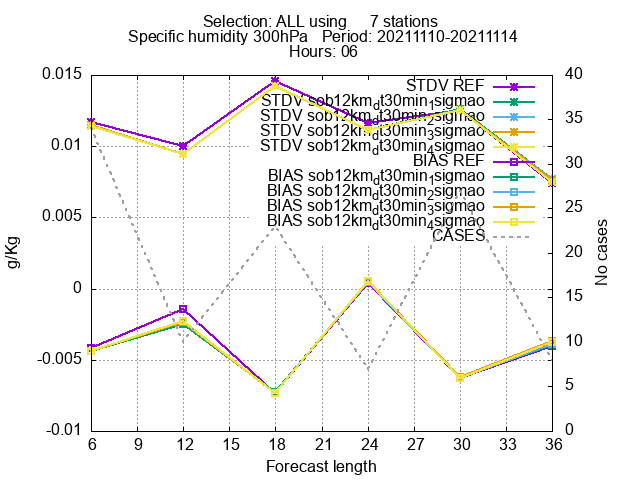 Selection: ALL using 7 stations
Specific humidity 300hPa Period: 20211110-20211114
Hours: 06
0.015
0.01
0.005
0
-0.005
-0.01
g/Kg
40
35
30
25
20
15
10
5
0
No cases
STDV REF
STDV sob12km_dt30min_1sigmao
STDV sob12km_dt30min_2sigmao
STDV sob12km_dt30min_3sigmao
STDV sob12km_dt30min_4sigmao
BIAS REF
BIAS sob12km_dt30min_1sigmao
BIAS sob12km_dt30min_2sigmao
BIAS sob12km_dt30min_3sigmao
BIAS sob12km_dt30min_4sigmao
CASES
6 9 12 15 18 21 24 27 30 33 36
Forecast length